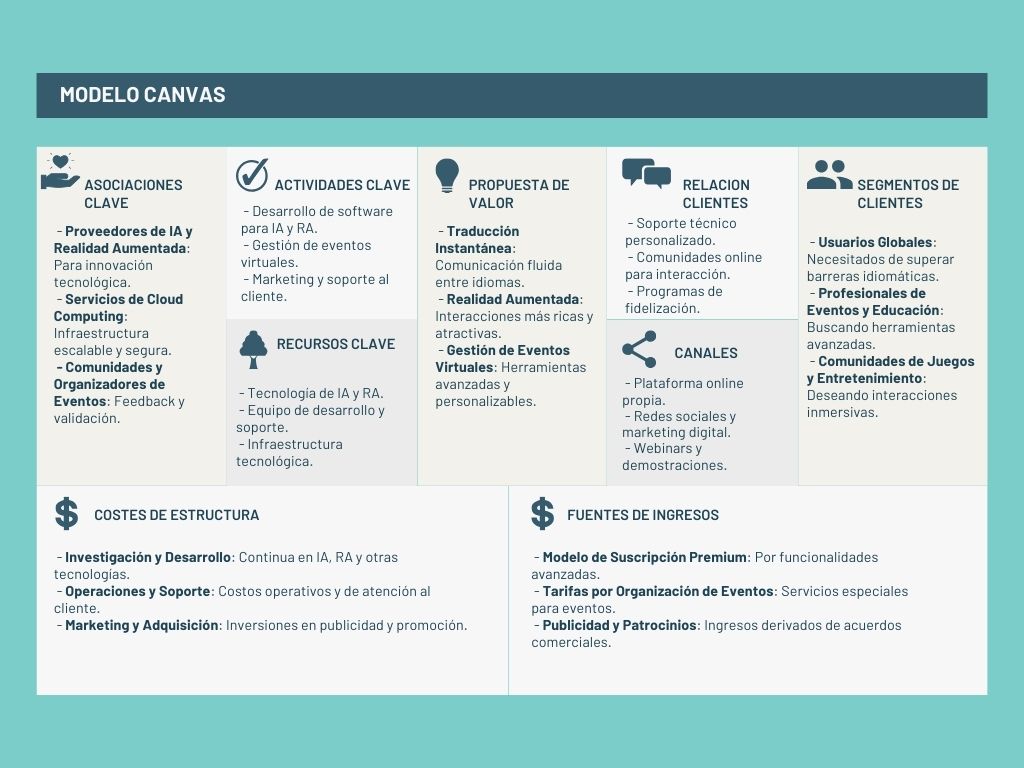 MODELO CANVAS
ASOCIACIONES
CLAVE
- Proveedores de IA y
Realidad Aumentada:
Para innovación
tecnológica.
- Servicios de Cloud
Computing:
Infraestructura
escalable y segura.
- Comunidades y
Organizadores de
Eventos: Feedback y
validación.
ACTIVIDADES CLAVE
- Desarrollo de software
para IA y RA.
- Gestión de eventos
virtuales.
- Marketing y soporte al
cliente.
RECURSOS CLAVE
- Tecnología de IA y RA.
- Equipo de desarrollo y
soporte.
- Infraestructura
tecnológica.
PROPUESTA DE
VALOR
- Traducción
Instantánea:
Comunicación fluida
entre idiomas.
- Realidad Aumentada:
Interacciones más ricas y
atractivas.
- Gestión de Eventos
Virtuales: Herramientas
avanzadas y
personalizables.
RELACION
CLIENTES
- Soporte técnico
personalizado.
- Comunidades online
para interacción.
- Programas de
fidelización.
CANALES
- Plataforma online
propia.
- Redes sociales y
marketing digital.
- Webinars y
demostraciones.
SEGMENTOS DE
CLIENTES
- Usuarios Globales:
Necesitados de superar
barreras idiomáticas.
- Profesionales de
Eventos y Educación:
Buscando herramientas
avanzadas.
- Comunidades de Juegos
y Entretenimiento:
Deseando interacciones
inmersivas.
$ COSTES DE ESTRUCTURA
- Investigación y Desarrollo: Continua en IA, RA y otras
tecnologías.
- Operaciones y Soporte: Costos operativos y de atención al
cliente.
- Marketing y Adquisición: Inversiones en publicidad y promoción.
$ FUENTES DE INGRESOS
- Modelo de Suscripción Premium: Por funcionalidades
avanzadas.
- Tarifas por Organización de Eventos: Servicios especiales
para eventos.
- Publicidad y Patrocinios: Ingresos derivados de acuerdos
comerciales.